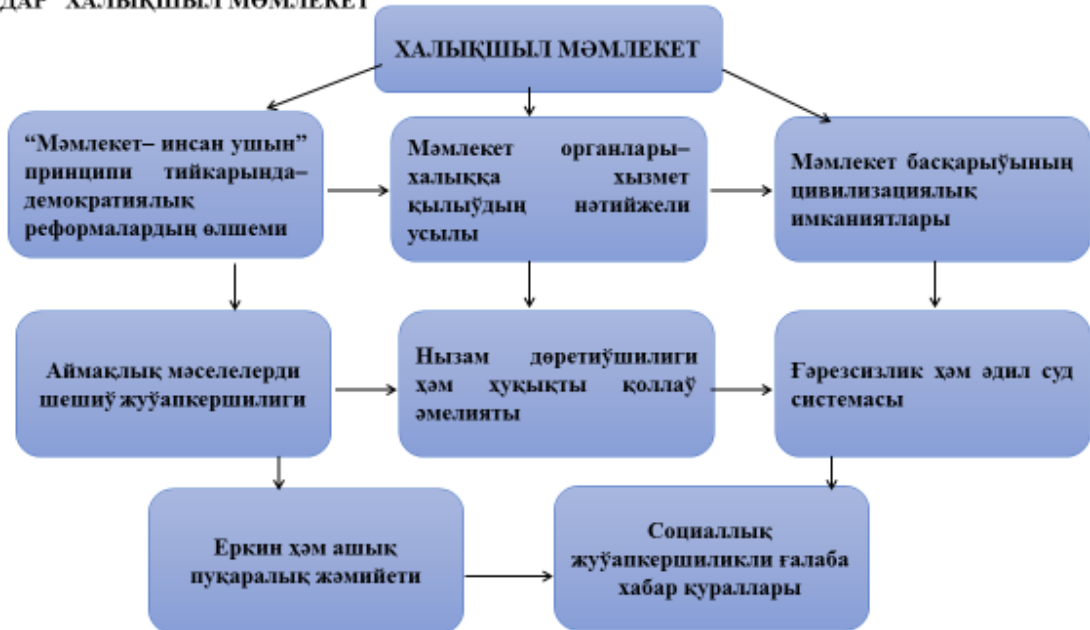 ХАЛЫҚШЫЛ МӘМЛЕКЕТ
ХАЛЫҚШЫЛ МӘМЛЕКЕТ
“Мәмлекет– инсан ушын”
принципи тийкарында–
демократиялық
реформалардың өлшеми
Мәмлекет органлары–
халыққа хызмет
қылыўдың нәтийжели
усылы
Мәмлекет басқарыўының
цивилизациялық
имканиятлары
Аймақлық мәселелерди
шешиў жуўапкершилиги
Нызам дөретиўшилиги
ҳәм ҳуқықты қоллаў
әмелияты
Ғәрезсизлик ҳәм әдил суд
системасы
Еркин ҳәм ашық
пуқаралық жәмийети
Социаллық
жуўапкершиликли ғалаба
хабар қураллары